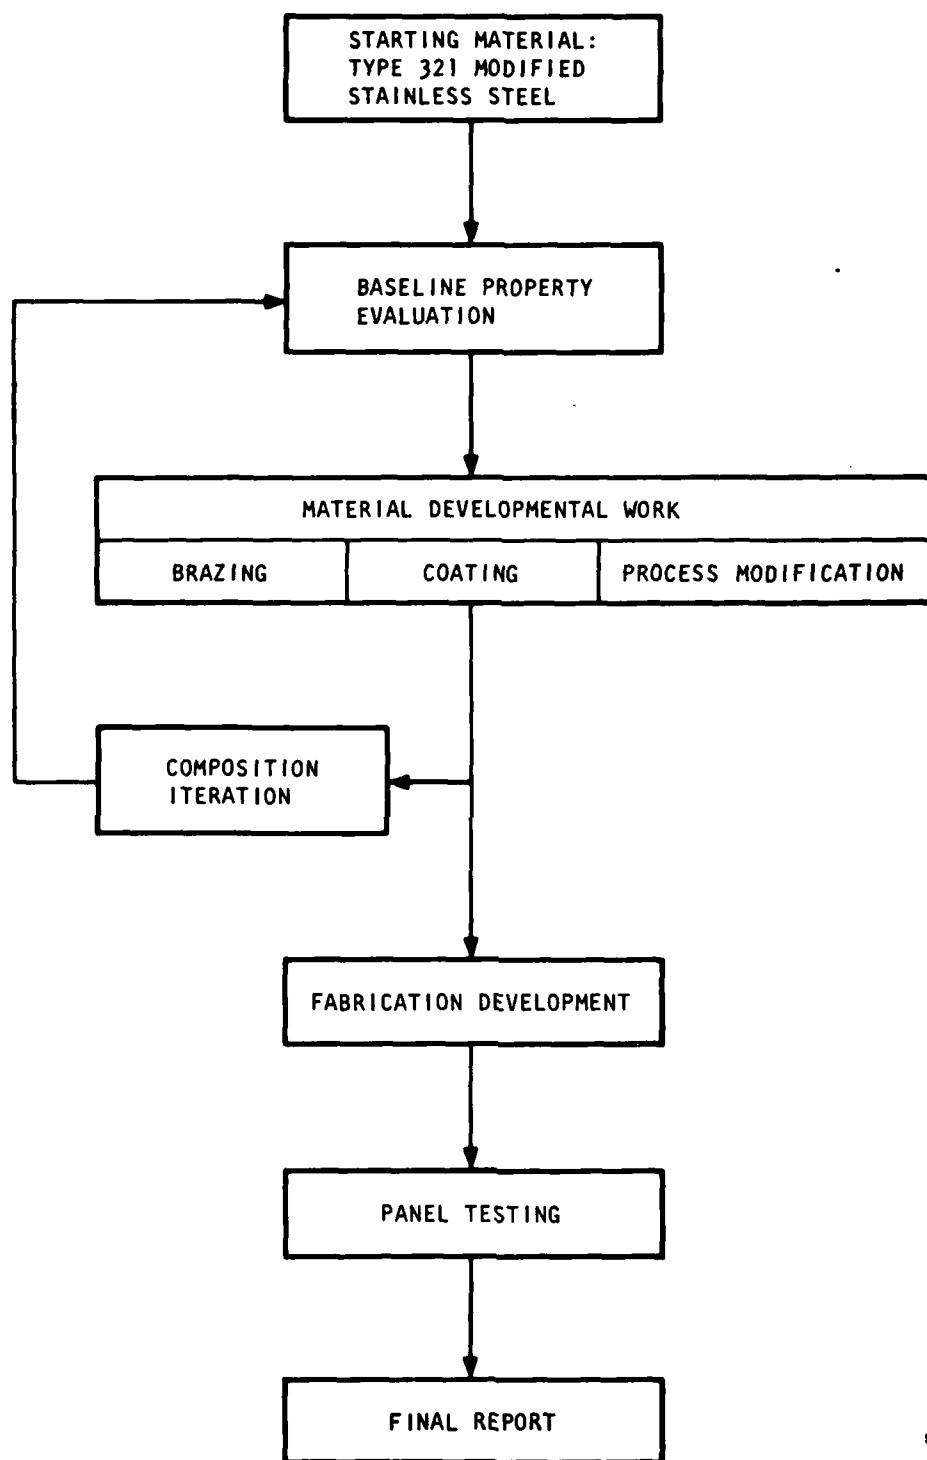 STARTING MATERIAL:
TYPE 321 MODIFIED
STAINLESS STEEL
BASELINE PROPERTY
EVALUATION
MATERIAL DEVELOPMENTAL WORK
BRAZING
COATING
PROCESS MODIFICATION
COMPOSITION
ITERATION
FABRICATION DEVELOPMENT
PANEL TESTING
FINAL REPORT